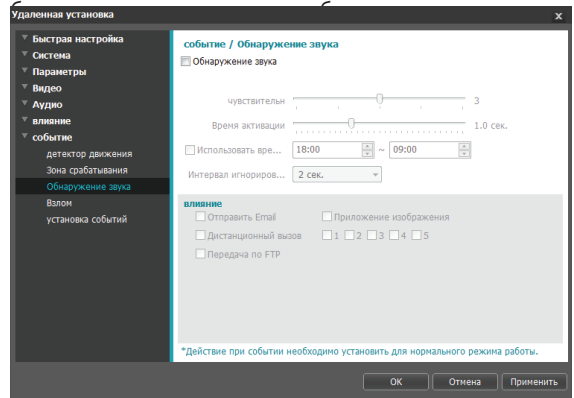 Удаленная установка x
Быстрая настройка
Система
Параметры
Видео
Аудио
влияние
событие
детектор движения
Зона срабатывания
Обнаружение звука
Взлом
установка событий
событие / Обнаружение звука
Обнаружение звука
чувствительн 3
Время активации 1.0 сек.
Использовать вре... 18:00 ~ 09:00
Интервал игнориров... 2 сек.
влияние
Отправить Email Приложение изображения
Дистанционный вызов 1 2 3 4 5
Передача по FTP
*Действие при событии необходимо установить для нормального режима работы.
OK Отмена Применить